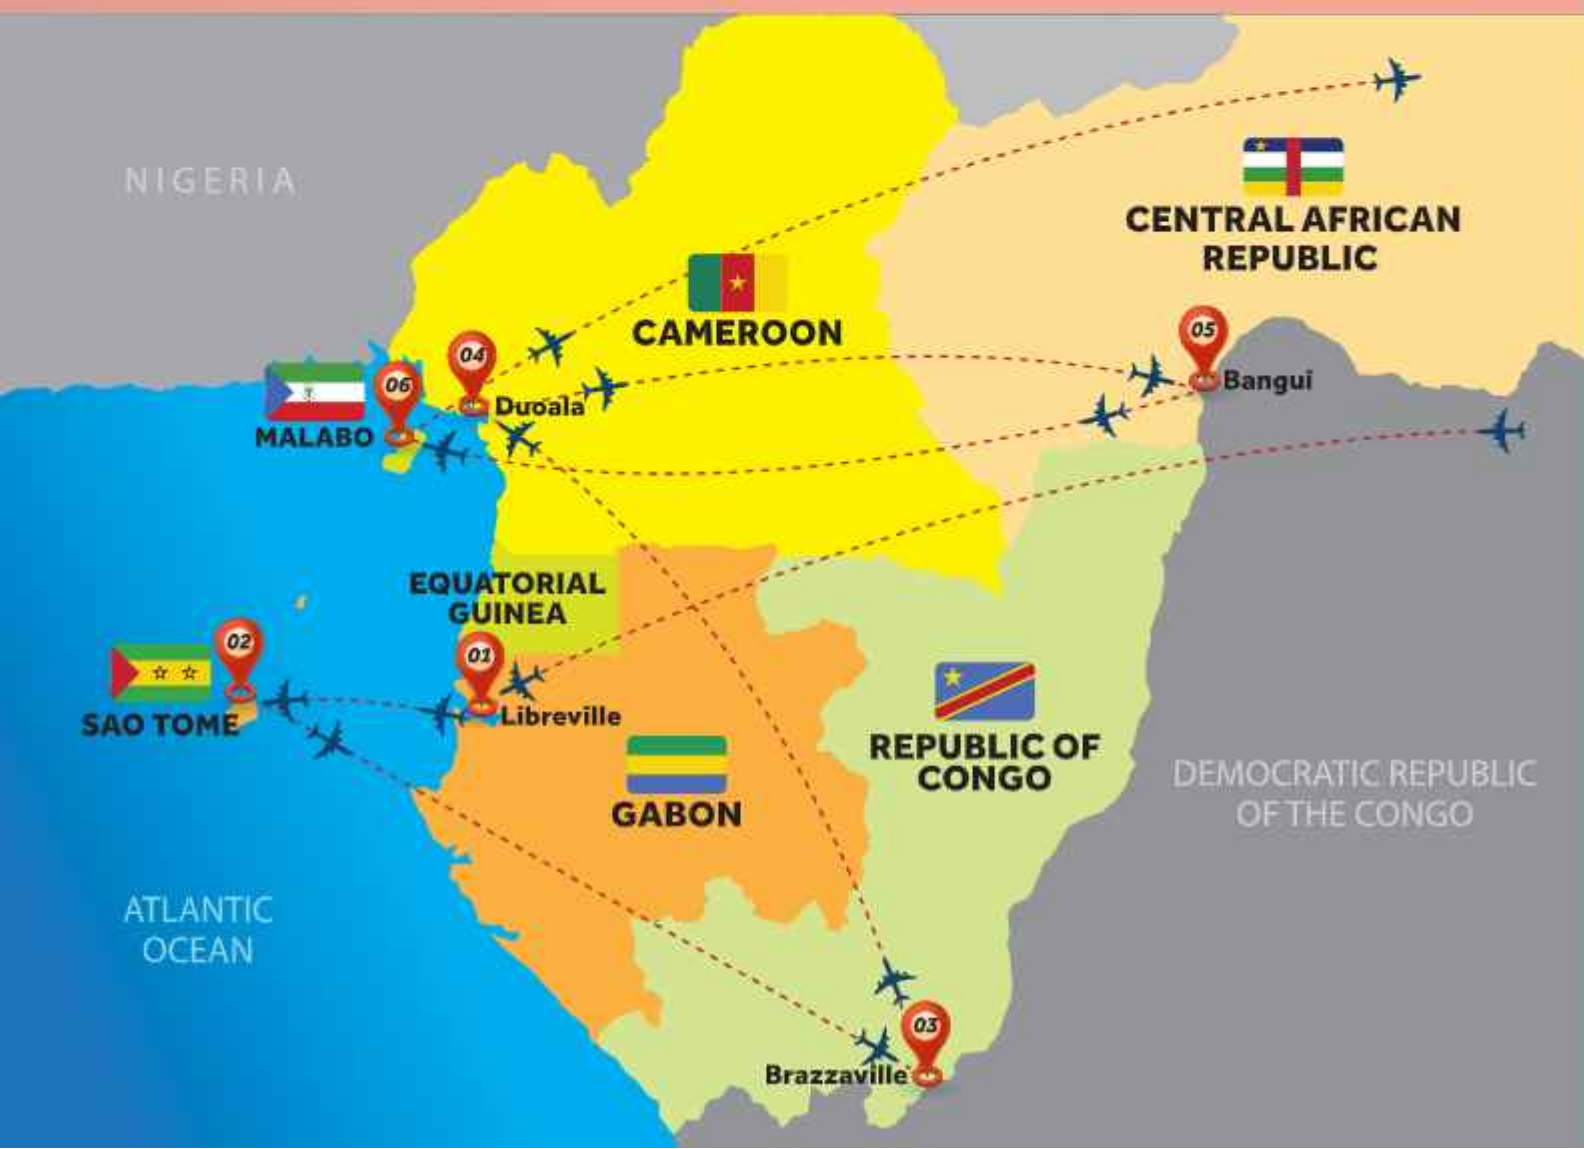 NIGERIA
CENTRAL AFRICAN
REPUBLIC
CAMEROON
04
05
06
Duoala
Bangui
MALABO
EQUATORIAL
GUINEA
02
01
SAO TOME
Libreville
REPUBLIC OF
CONGO
GABON
DEMOCRATIC REPUBLIC
OF THE CONGO
ATLANTIC
OCEAN
03
Brazzaville